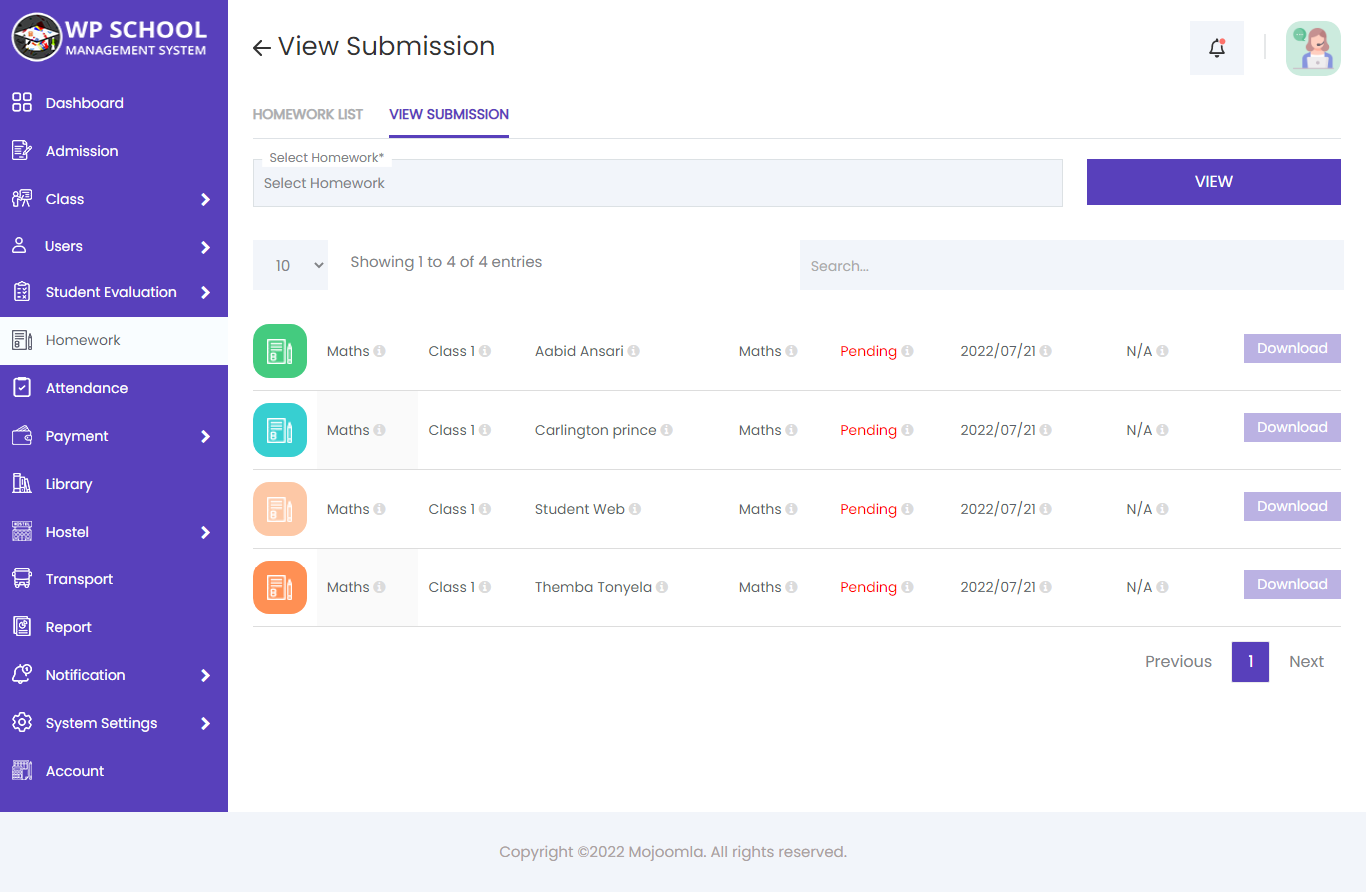 WP SCHOOL
MANAGEMENT SYSTEM
Dashboard
Admission
Class
Users
Student Evaluation
Homework
Attendance
Payment
Library
Hostel
Transport
Report
Notification
System Settings
Account
View Submission
HOMEWORK LIST VIEW SUBMISSION
Select Homework*
Select Homework
VIEW
10 Showing 1 to 4 of 4 entries Search...
Maths Class 1 Aabid Ansari Maths Pending 2022/07/21 N/A Download
Maths Class 1 Carlington prince Maths Pending 2022/07/21 N/A Download
Maths Class 1 Student Web Maths Pending 2022/07/21 N/A Download
Maths Class 1 Themba Tonyela Maths Pending 2022/07/21 N/A Download
Previous 1 Next
Copyright ©2022 Mojoomla. All rights reserved.